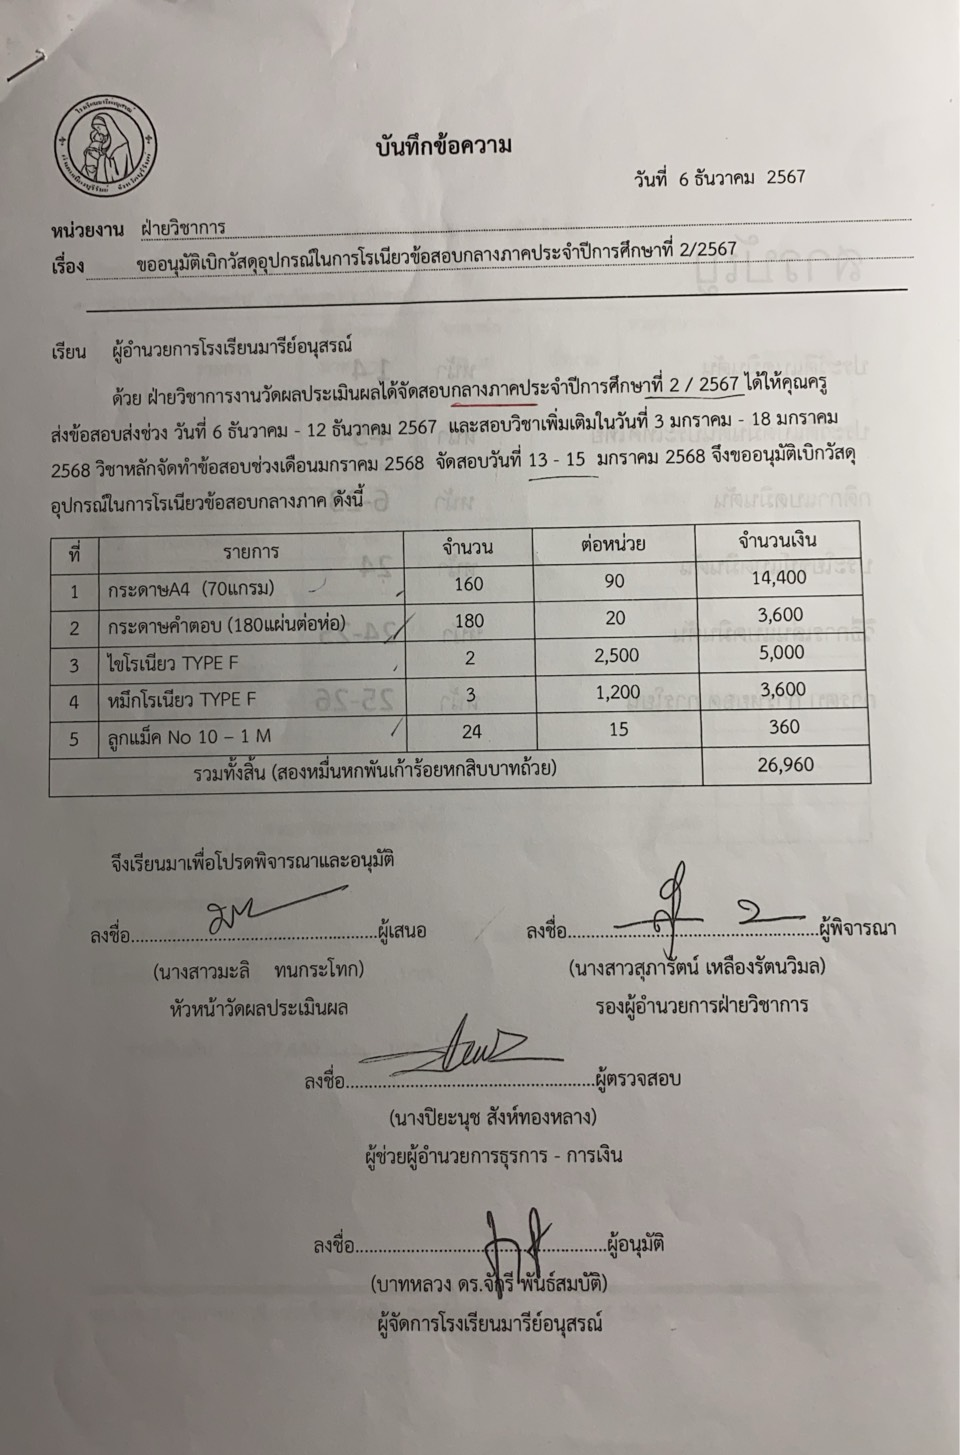 บันทึกข้อความ
วันที่ 6 ธันวาคม 2567
หน่วยงาน ฝ่ายวิชาการ
เรื่อง ขออนุมัติเบิกวัสดุอุปกรณ์ในการโรเนียวข้อสอบกลางภาคประจำปีการศึกษาที่ 2/2567
เรียน ผู้อำนวยการโรงเรียนมารีย์อนุสรณ์
ด้วย ฝ่ายวิชาการงานวัดผลประเมินผลได้จัดสอบกลางภาคประจำปีการศึกษาที่ 2 / 2567 ได้ให้คุณครู
ส่งข้อสอบส่งช่วง วันที่ 6 ธันวาคม - 12 ธันวาคม 2567 และสอบวิชาเพิ่มเติมในวันที่ 3 มกราคม - 18 มกราคม
2568 วิชาหลักจัดทำข้อสอบช่วงเดือนมกราคม 2568 จัดสอบวันที่ 13 - 15 มกราคม 2568 จึงขออนุมัติเบิกวัสดุ
อุปกรณ์ในการโรเนียวข้อสอบกลางภาค ดังนี้
ที่ รายการ จำนวน ต่อหน่วย จำนวนเงิน
1 กระดาษA4 (70แกรม) 160 90 14,400
2 กระดาษคำตอบ (180แผ่นต่อห่อ) 180 20 3,600
3 ไขโรเนียว TYPE F 2 2,500 5,000
4 หมึกโรเนียว TYPE F 3 1,200 3,600
5 ลูกแม็ค No 10 – 1 M 24 15 360
รวมทั้งสิ้น (สองหมื่นหกพันเก้าร้อยหกสิบบาทถ้วย) 26,960
จึงเรียนมาเพื่อโปรดพิจารณาและอนุมัติ
ลงชื่อ................................................ผู้เสนอ ลงชื่อ................................................ผู้พิจารณา
(นางสาวมะลิ ทนกระโทก) (นางสาวสุภารัตน์ เหลืองรัตนวิมล)
หัวหน้าวัดผลประเมินผล รองผู้อำนวยการฝ่ายวิชาการ
ลงชื่อ................................................ผู้ตรวจสอบ
(นางปิยะนุช สังห์ทองหลาง)
ผู้ช่วยผู้อำนวยการธุรการ - การเงิน
ลงชื่อ................................................ผู้อนุมัติ
(บาทหลวง ดร.จักรี พันธ์สมบัติ)
ผู้จัดการโรงเรียนมารีย์อนุสรณ์